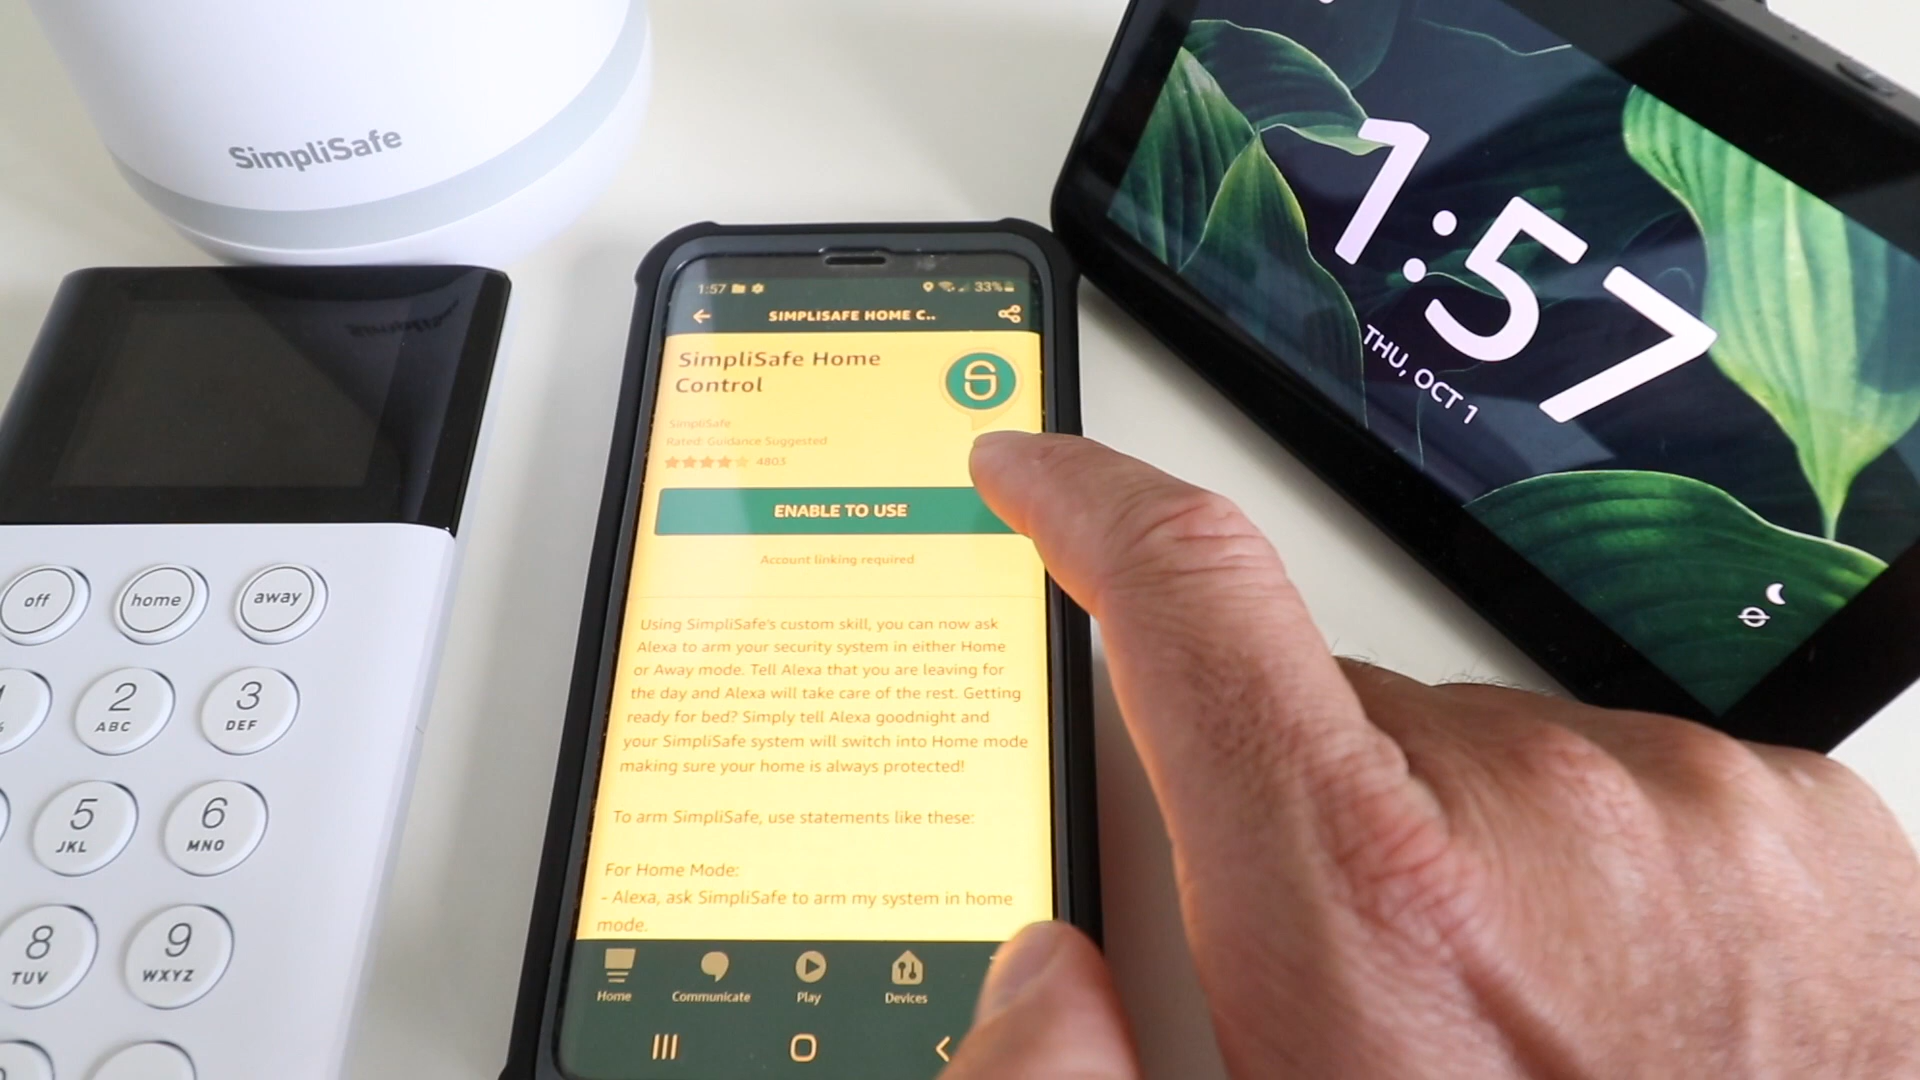 SimpliSafe
1:57
THU, OCT 1
1:57
33%
SIMPLISAFE HOME C..
SimpliSafe Home
Control
SimpliSafe
Rated: Guidance Suggested
4803
ENABLE TO USE
Account linking required
Using SimpliSafe's custom skill, you can now ask
Alexa to arm your security system in either Home
or Away mode. Tell Alexa that you are leaving for
the day and Alexa will take care of the rest. Getting
ready for bed? Simply tell Alexa goodnight and
your SimpliSafe system will switch into Home mode
making sure your home is always protected!
To arm SimpliSafe, use statements like these:
For Home Mode:
- Alexa, ask SimpliSafe to arm my system in home
mode.
Home Communicate Play Devices
off home away
2 3
ABC DEF
5 6
JKL MNO
8 9
TUV WXYZ